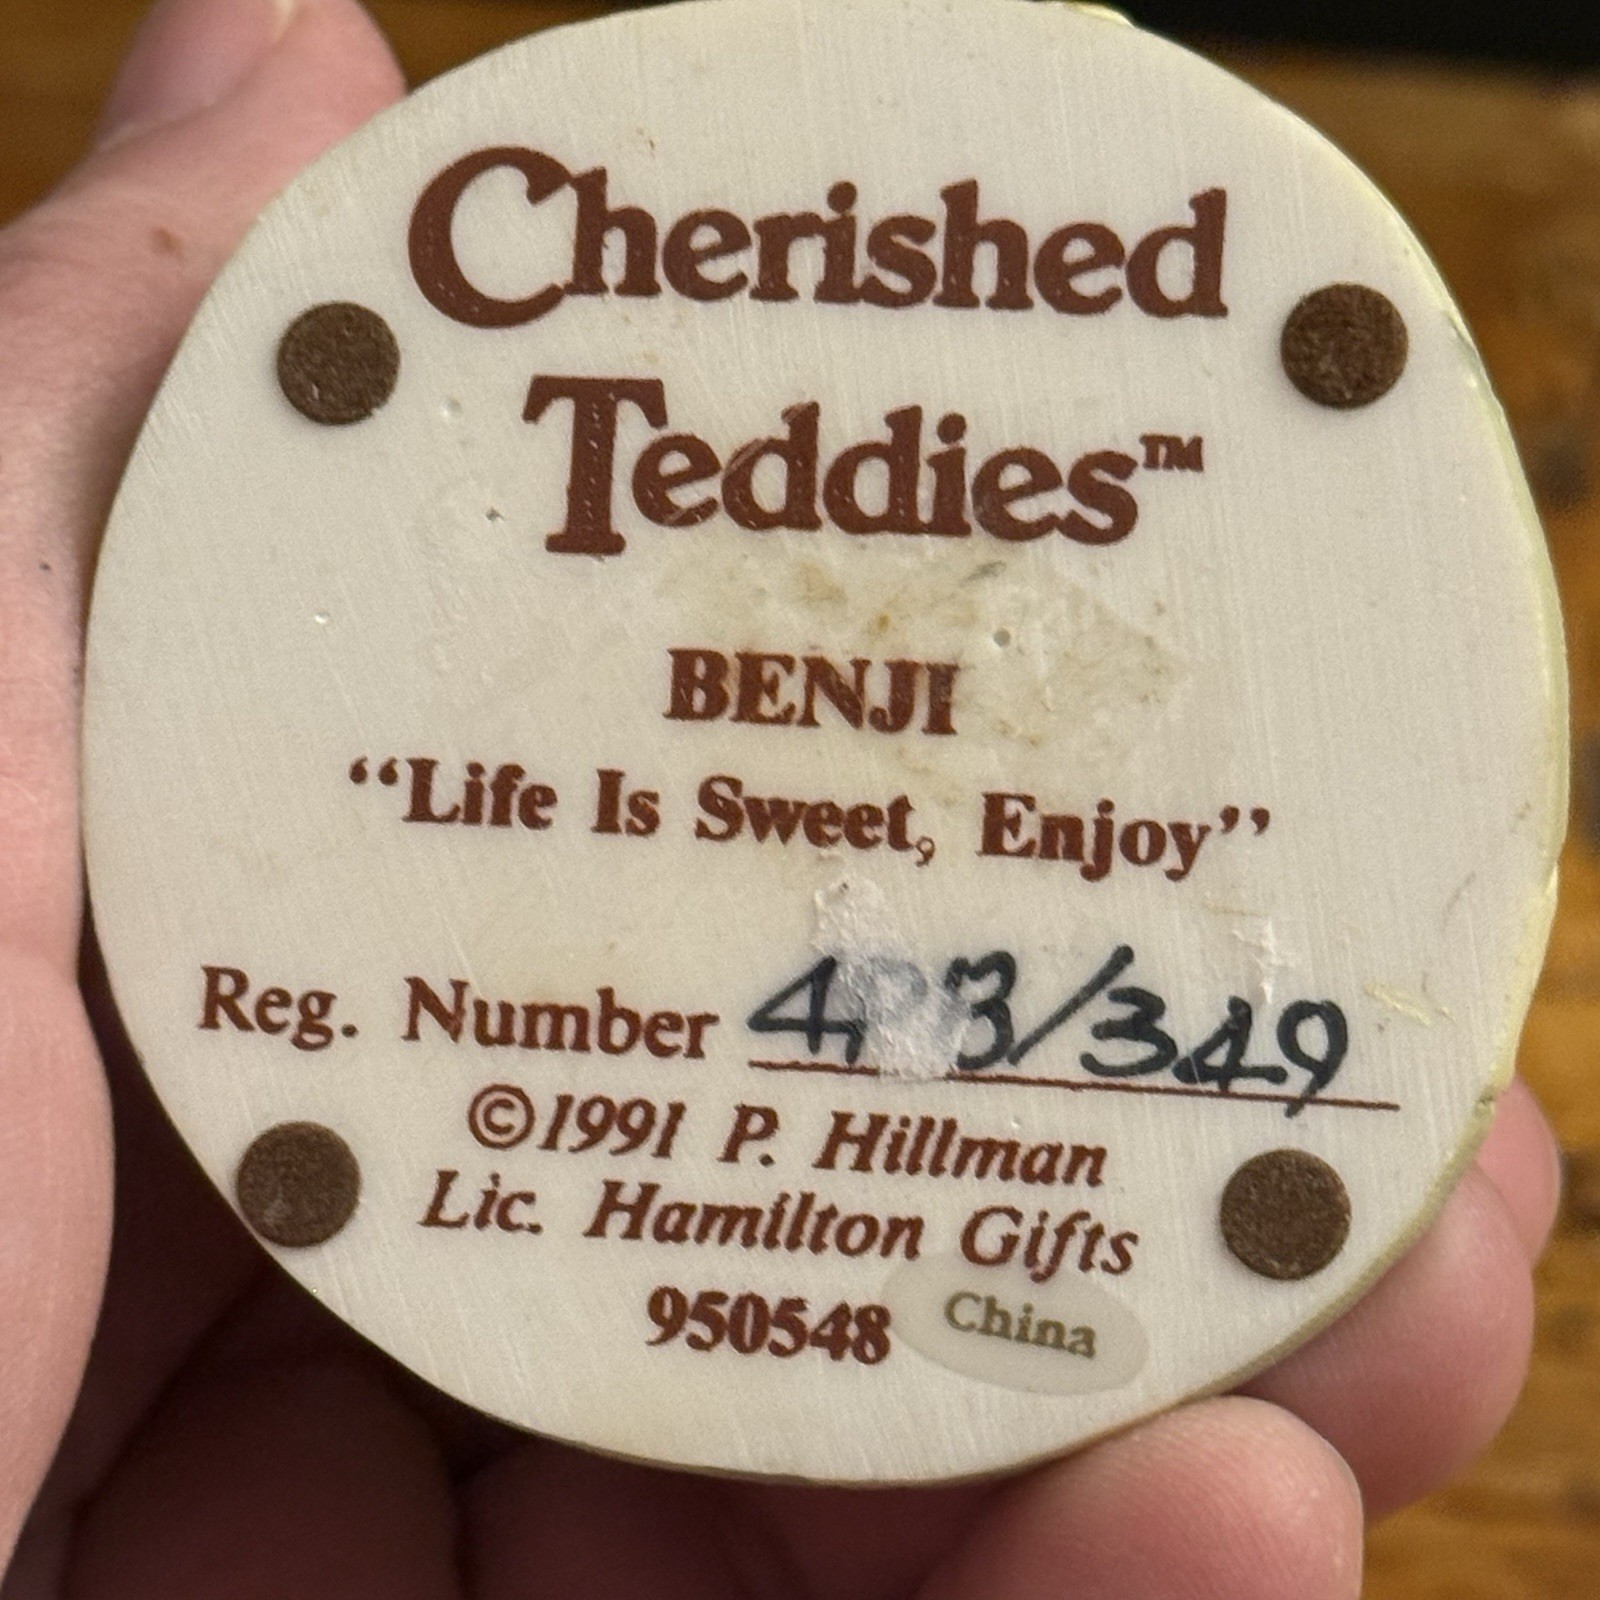 Cherished
Teddies™
BENJI
“Life Is Sweet, Enjoy”
Reg. Number
©1991 P. Hillman
Lic. Hamilton Gifts
950548 China